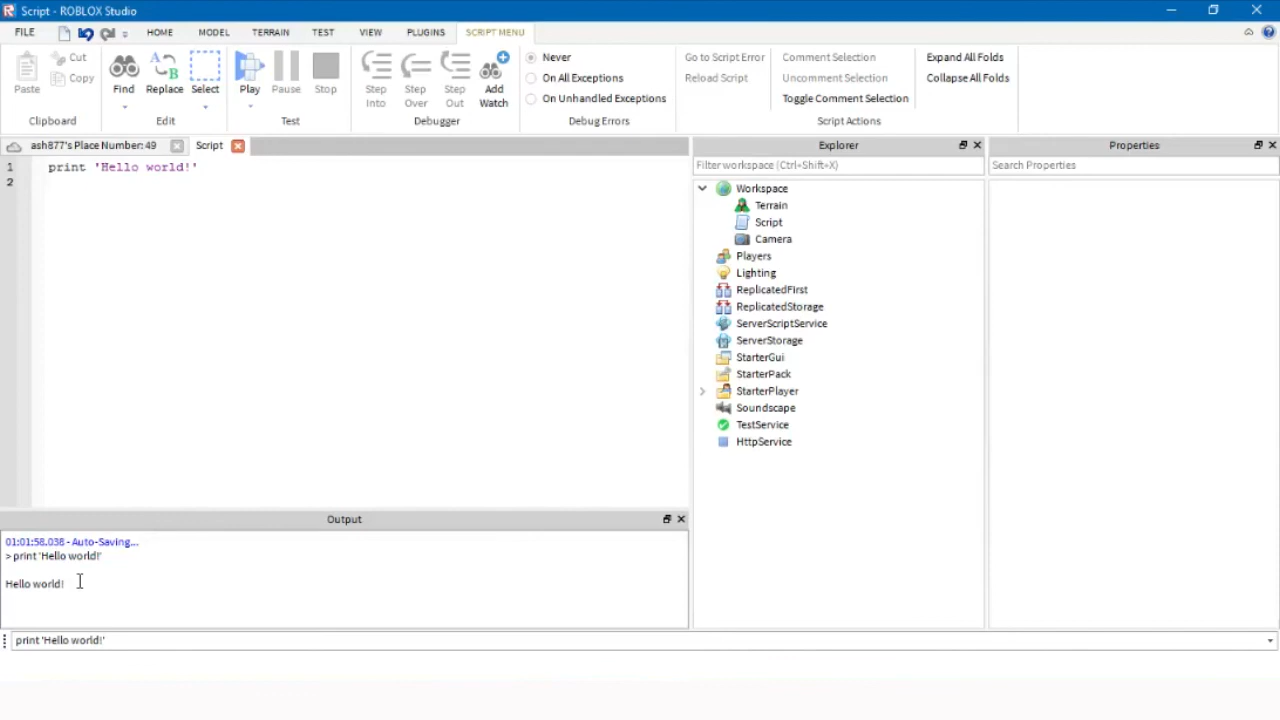 Script - ROBLOX Studio
FILE HOME MODEL TERRAIN TEST VIEW PLUGINS SCRIPT MENU
Paste
Cut
Copy
Clipboard
Find
Replace
Select
Edit
Play
Pause
Stop
Test
Step Into
Step Over
Step Out
Add Watch
Debugger
Never
On All Exceptions
On Unhandled Exceptions
Debug Errors
Go to Script Error
Reload Script
Comment Selection
Uncomment Selection
Toggle Comment Selection
Script Actions
Expand All Folds
Collapse All Folds
ash877's Place Number: 49
Script
1 print 'Hello world!'
2
Explorer
Filter workspace (Ctrl+Shift+X)
Workspace
Terrain
Script
Camera
Players
Lighting
ReplicatedFirst
ReplicatedStorage
ServerScriptService
ServerStorage
StarterGui
StarterPack
StarterPlayer
Soundscape
TestService
HttpService
Properties
Search Properties
Output
01:01:58.038 - Auto-Saving...
> print 'Hello world!'
Hello world!
print 'Hello world!'